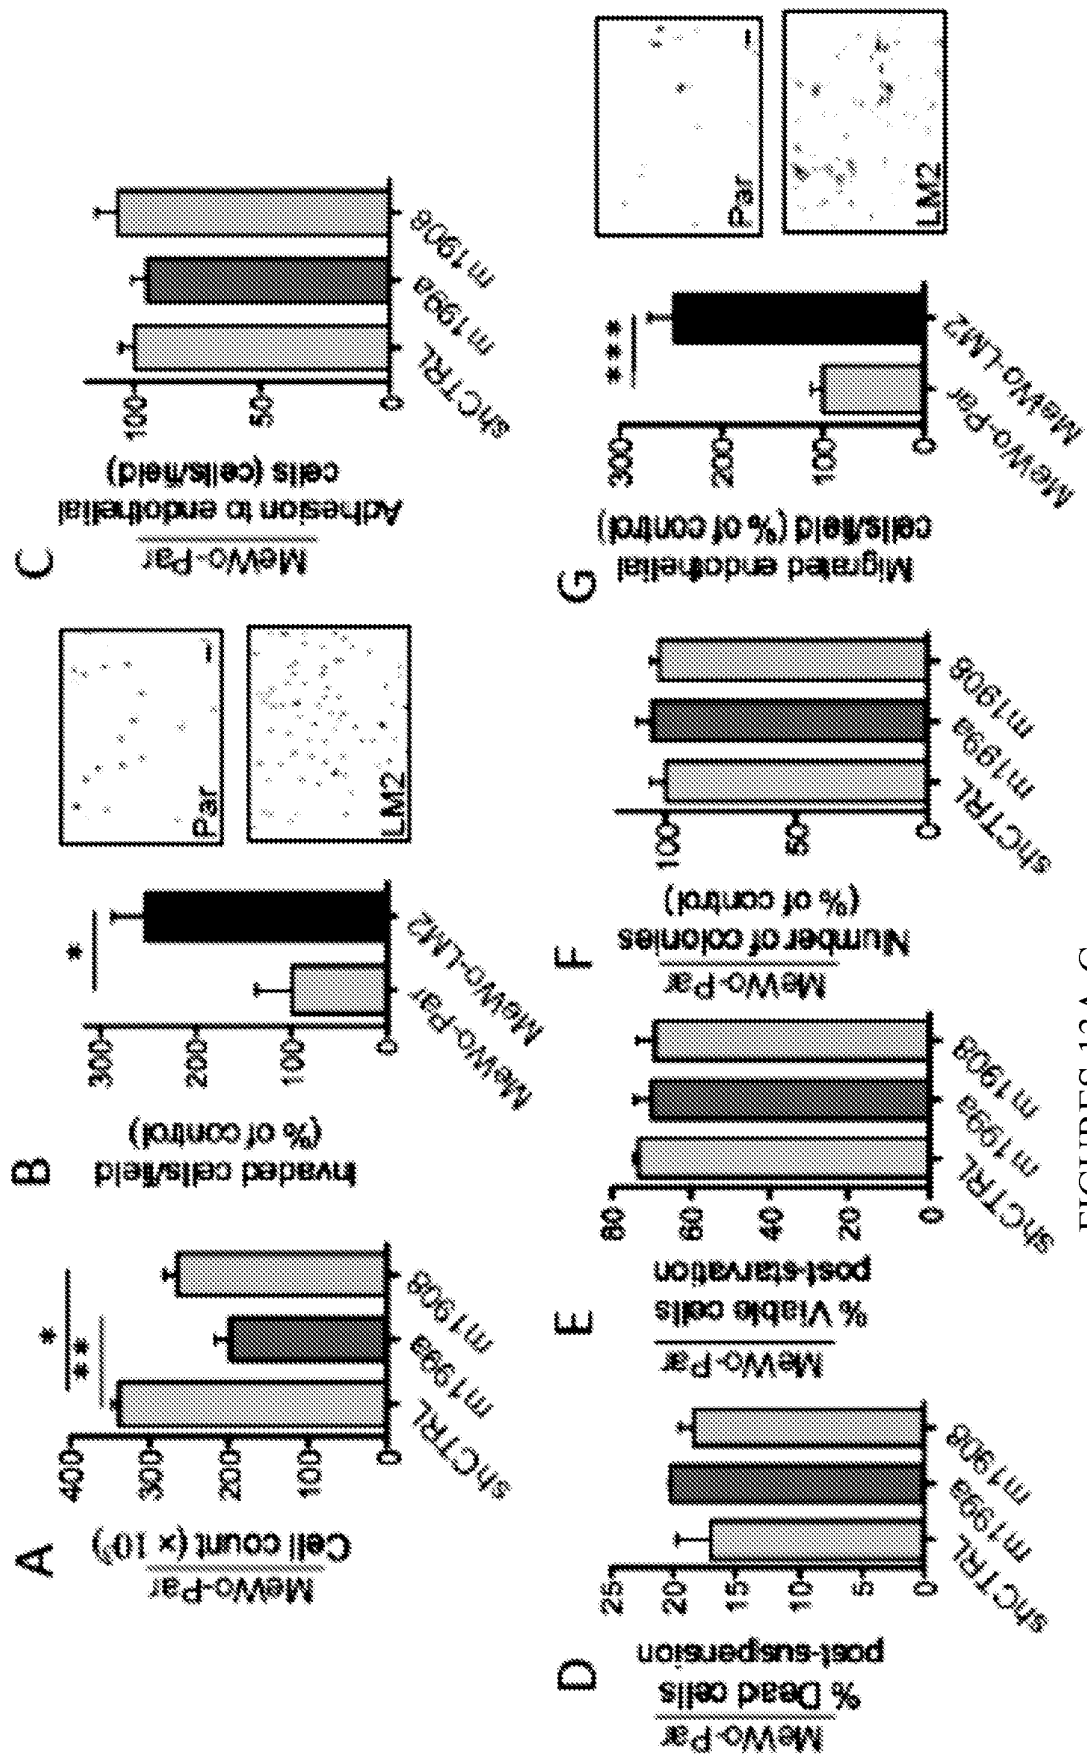 A
MeWo-Par
Cell count (x 10³)
400
300
200
100
0
*
**
shCTRL
m199a
m1908
B
Invaded cells/field
(% of control)
300
200
100
0
*
MeWo-Par
MeWo-LM2
Par
LM2
C
MeWo-Par
Adhesion to endothelial
cells (cells/field)
100
50
0
shCTRL
m199a
m1908
D
MeWo-Par
% Dead cells
post-suspension
25
20
15
10
5
0
shCTRL
m199a
m1908
E
MeWo-Par
% Viable cells
post-starvation
80
60
40
20
0
shCTRL
m199a
m1908
F
MeWo-Par
Number of colonies
(% of control)
100
50
0
shCTRL
m199a
m1908
G
Migrated endothelial
cells/field (% of control)
300
200
100
0
***
MeWo-Par
MeWo-LM2
Par
LM2